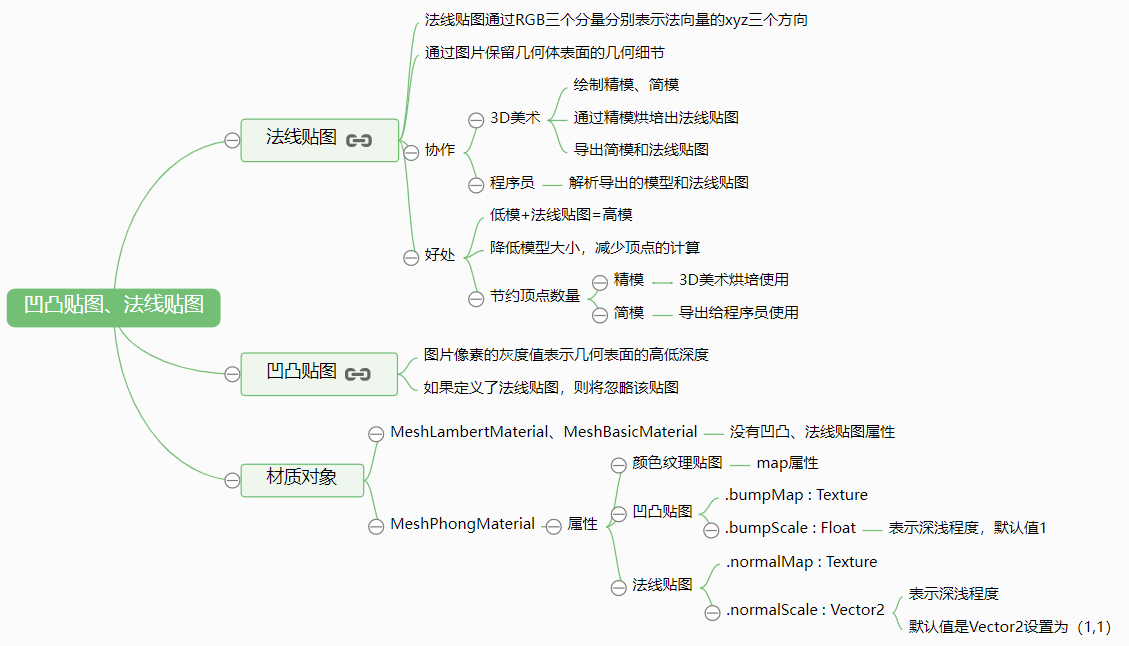 凹凸贴图、法线贴图
法线贴图
法线贴图通过RGB三个分量分别表示法向量的xyz三个方向
通过图片保留几何体表面的几何细节
协作
3D美术
绘制精模、简模
通过精模烘培出法线贴图
导出简模和法线贴图
程序员
解析导出的模型和法线贴图
好处
低模+法线贴图=高模
降低模型大小，减少顶点的计算
节约顶点数量
精模
3D美术烘培使用
简模
导出给程序员使用
凹凸贴图
图片像素的灰度值表示几何表面的高低深度
如果定义了法线贴图，则将忽略该贴图
材质对象
MeshLambertMaterial、MeshBasicMaterial
没有凹凸、法线贴图属性
MeshPhongMaterial
属性
颜色纹理贴图
map属性
凹凸贴图
.bumpMap : Texture
.bumpScale : Float
表示深浅程度，默认值1
法线贴图
.normalMap : Texture
.normalScale : Vector2
表示深浅程度
默认值是Vector2设置为（1,1）